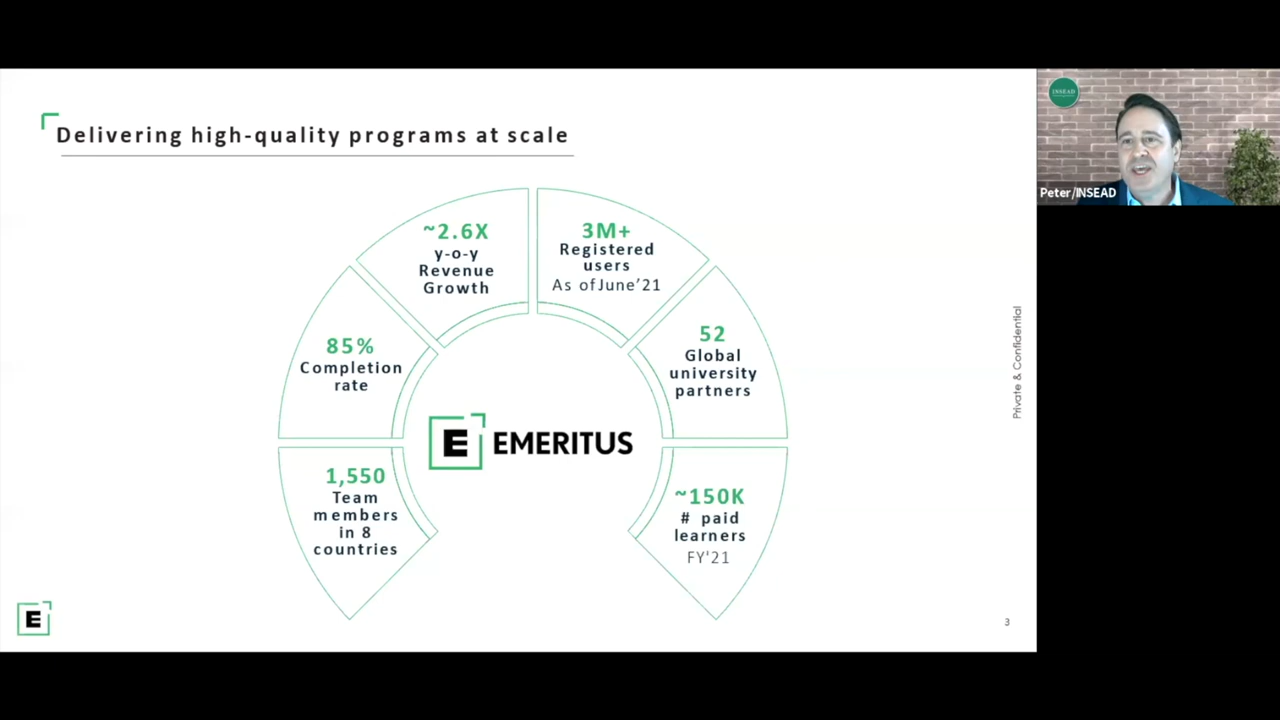 Delivering high-quality programs at scale
~2.6X
y-o-y
Revenue
Growth
3M+
Registered
users
As ofJune’21
85%
Completion
rate
52
Global
university
partners
E EMERITUS
1,550
Team
members
in 8
countries
~150K
# paid
learners
FY'21
Private & Confidential
E
3
INSEAD
Peter/INSEAD